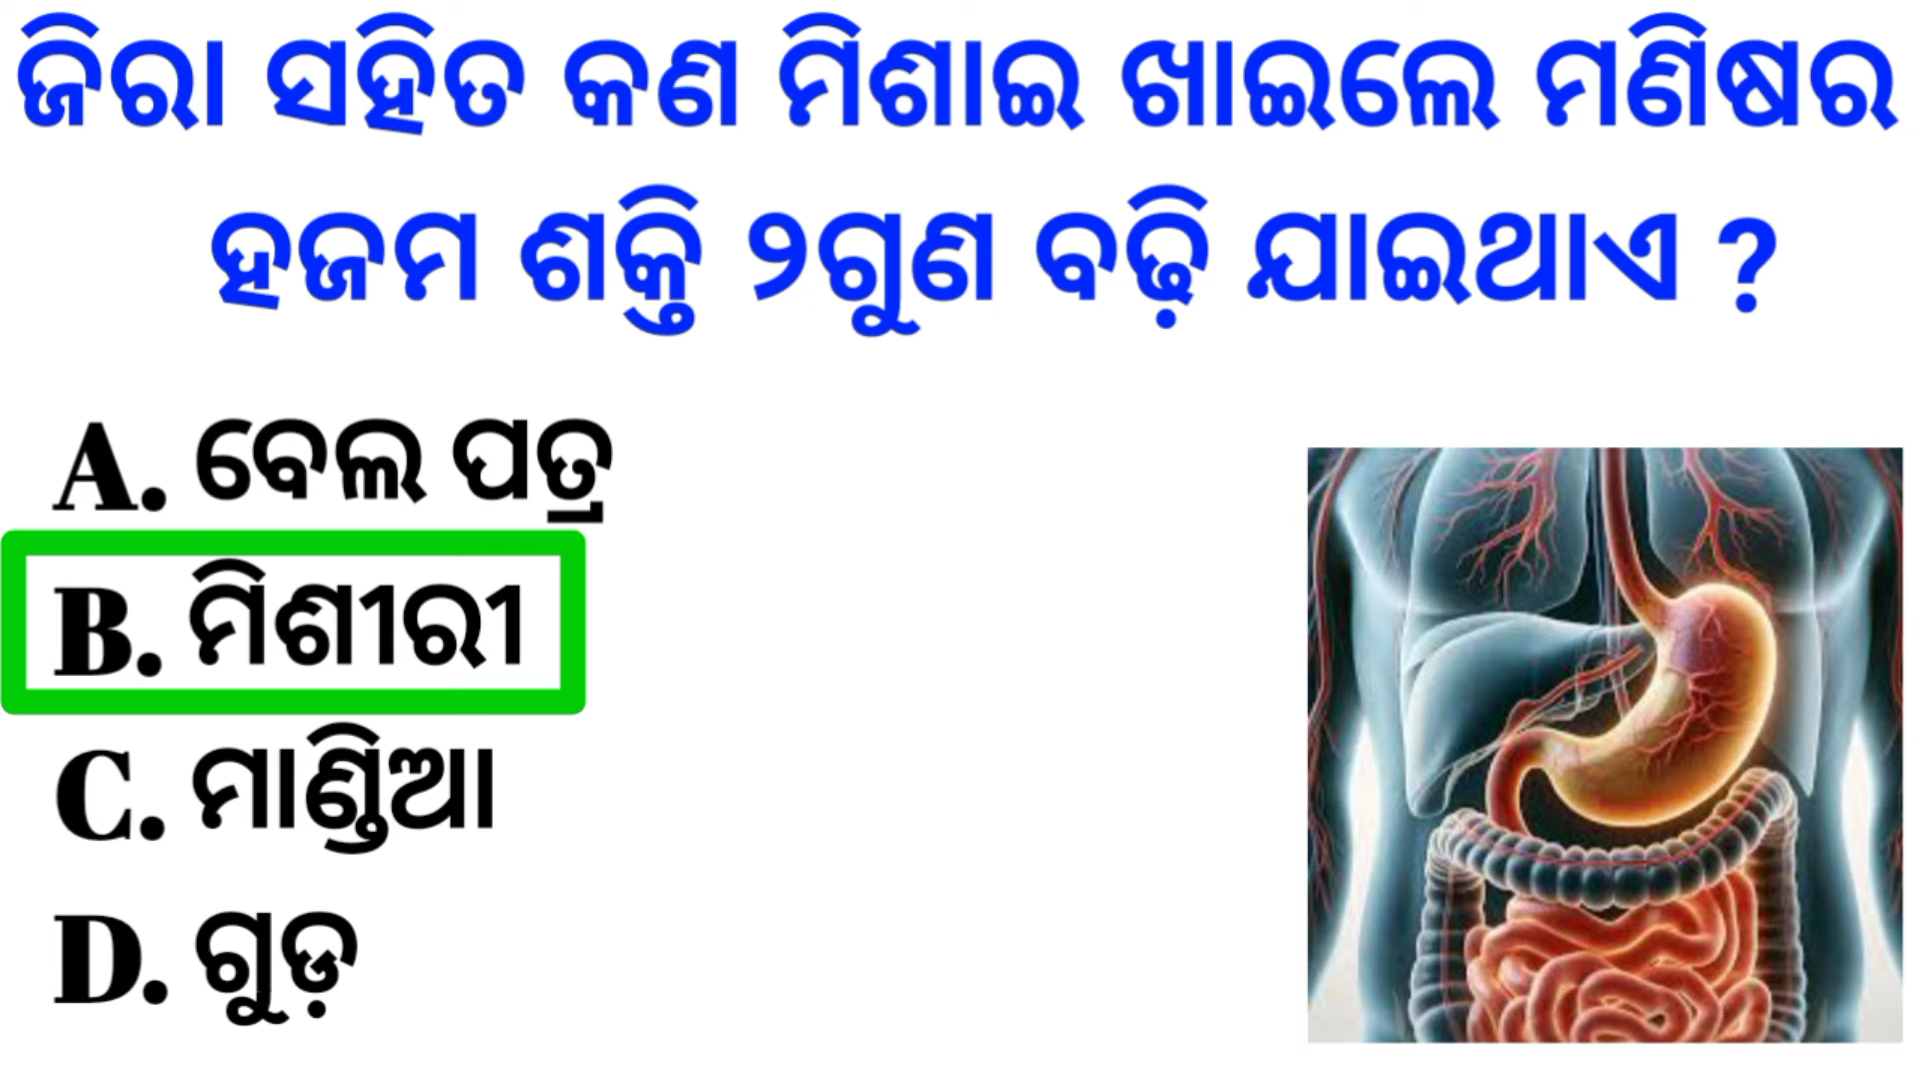 ଜିରା ସହିତ କଣ ମିଶାଇ ଖାଇଲେ ମଣିଷର
ହଜମ ଶକ୍ତି ୨ଗୁଣ ବଢ଼ି ଯାଇଥାଏ ?
A. ବେଲ ପତ୍ର
B. ମିଶୀରୀ
C. ମାଣ୍ଡିଆ
D. ଗୁଡ଼